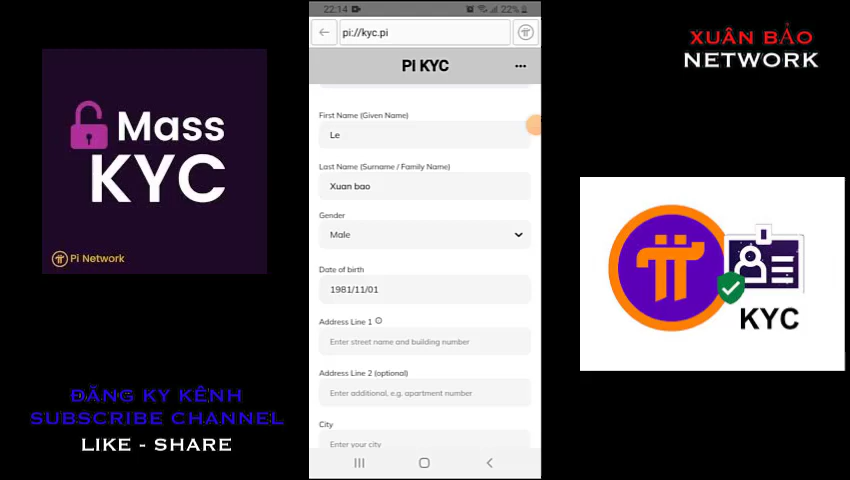 22:14
22%
pi://kyc.pi
PI KYC
First Name (Given Name)
Le
Last Name (Surname / Family Name)
Xuan bao
Gender
Male
Date of birth
1981/11/01
Address Line 1
Enter street name and building number
Address Line 2 (optional)
Enter additional, e.g. apartment number
City
Enter your city
Mass
KYC
Pi Network
ĐĂNG KY KÊNH
SUBSCRIBE CHANNEL
LIKE - SHARE
XUÂN BẢO
NETWORK
KYC